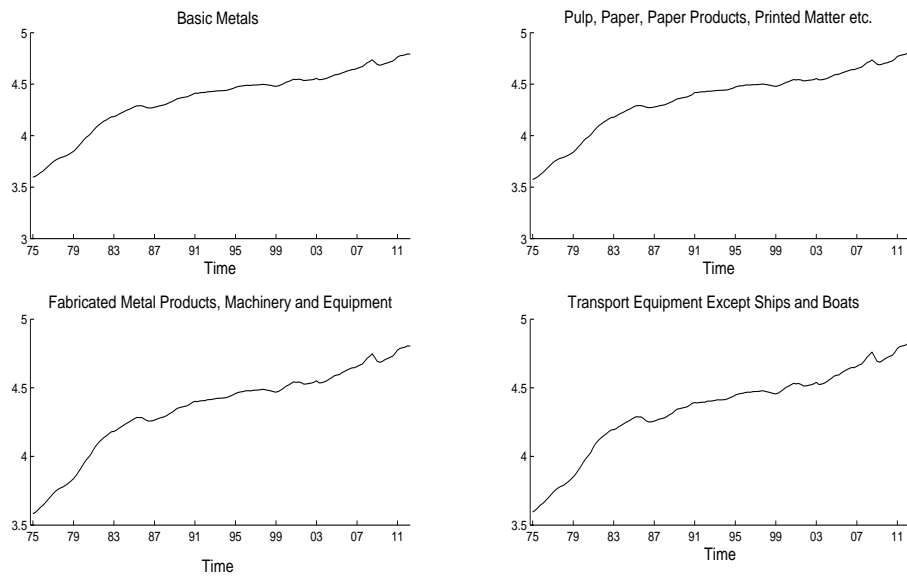 Basic Metals
5
4.5
4
3.5
3
75 79 83 87 91 95 99 03 07 11
Time
Pulp, Paper, Paper Products, Printed Matter etc.
5
4.5
4
3.5
3
75 79 83 87 91 95 99 03 07 11
Time
Fabricated Metal Products, Machinery and Equipment
5
4.5
4
3.5
75 79 83 87 91 95 99 03 07 11
Time
Transport Equipment Except Ships and Boats
5
4.5
4
3.5
75 79 83 87 91 95 99 03 07 11
Time